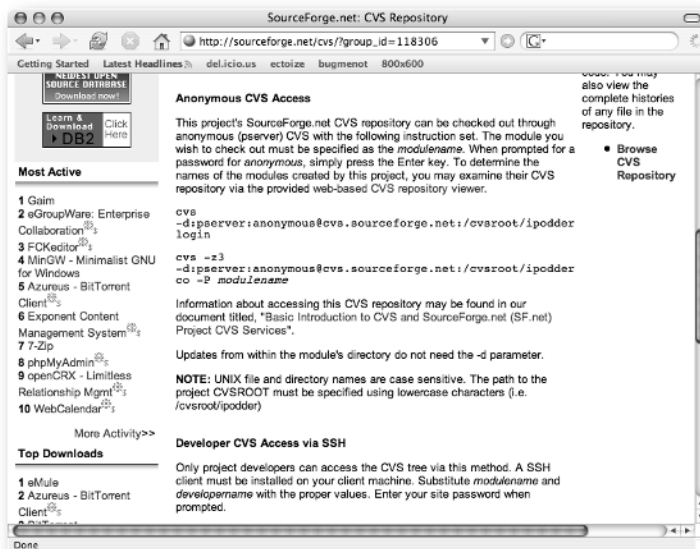 SourceForge.net: CVS Repository
http://sourceforge.net/cvs/?group_id=118306
Getting Started Latest Headlines del.icio.us ectoize bugmenot 800x600
NEWEST OPEN
SOURCE DATABASE
Download now!
Learn &
Download
DB2
Click
Here
Most Active
1 Gaim
2 eGroupWare: Enterprise
Collaboration
3 FCKeditor
4 MinGW - Minimalist GNU
for Windows
5 Azureus - BitTorrent
Client
6 Exponent Content
Management System
7 7-Zip
8 phpMyAdmin
9 openCRX - Limitless
Relationship Mgmt
10 WebCalendar
More Activity>>
Top Downloads
1 eMule
2 Azureus - BitTorrent
Client
3 BitTorrent
Anonymous CVS Access
This project's SourceForge.net CVS repository can be checked out through
anonymous (pserver) CVS with the following instruction set. The module you
wish to check out must be specified as the modulename. When prompted for a
password for anonymous, simply press the Enter key. To determine the
names of the modules created by this project, you may examine their CVS
repository via the provided web-based CVS repository viewer.
cvs
-d:pserver:anonymous@cvs.sourceforge.net:/cvsroot/ipodder
login
cvs -z3
-d:pserver:anonymous@cvs.sourceforge.net:/cvsroot/ipodder
co -P modulename
Information about accessing this CVS repository may be found in our
document titled, "Basic Introduction to CVS and SourceForge.net (SF.net)
Project CVS Services".
Updates from within the module's directory do not need the -d parameter.
NOTE: UNIX file and directory names are case sensitive. The path to the
project CVSROOT must be specified using lowercase characters (i.e.
/cvsroot/ipodder)
Developer CVS Access via SSH
Only project developers can access the CVS tree via this method. A SSH
client must be installed on your client machine. Substitute modulename and
developername with the proper values. Enter your site password when
prompted.
code. You may
also view the
complete histories
of any file in the
repository.
• Browse
CVS
Repository
Done